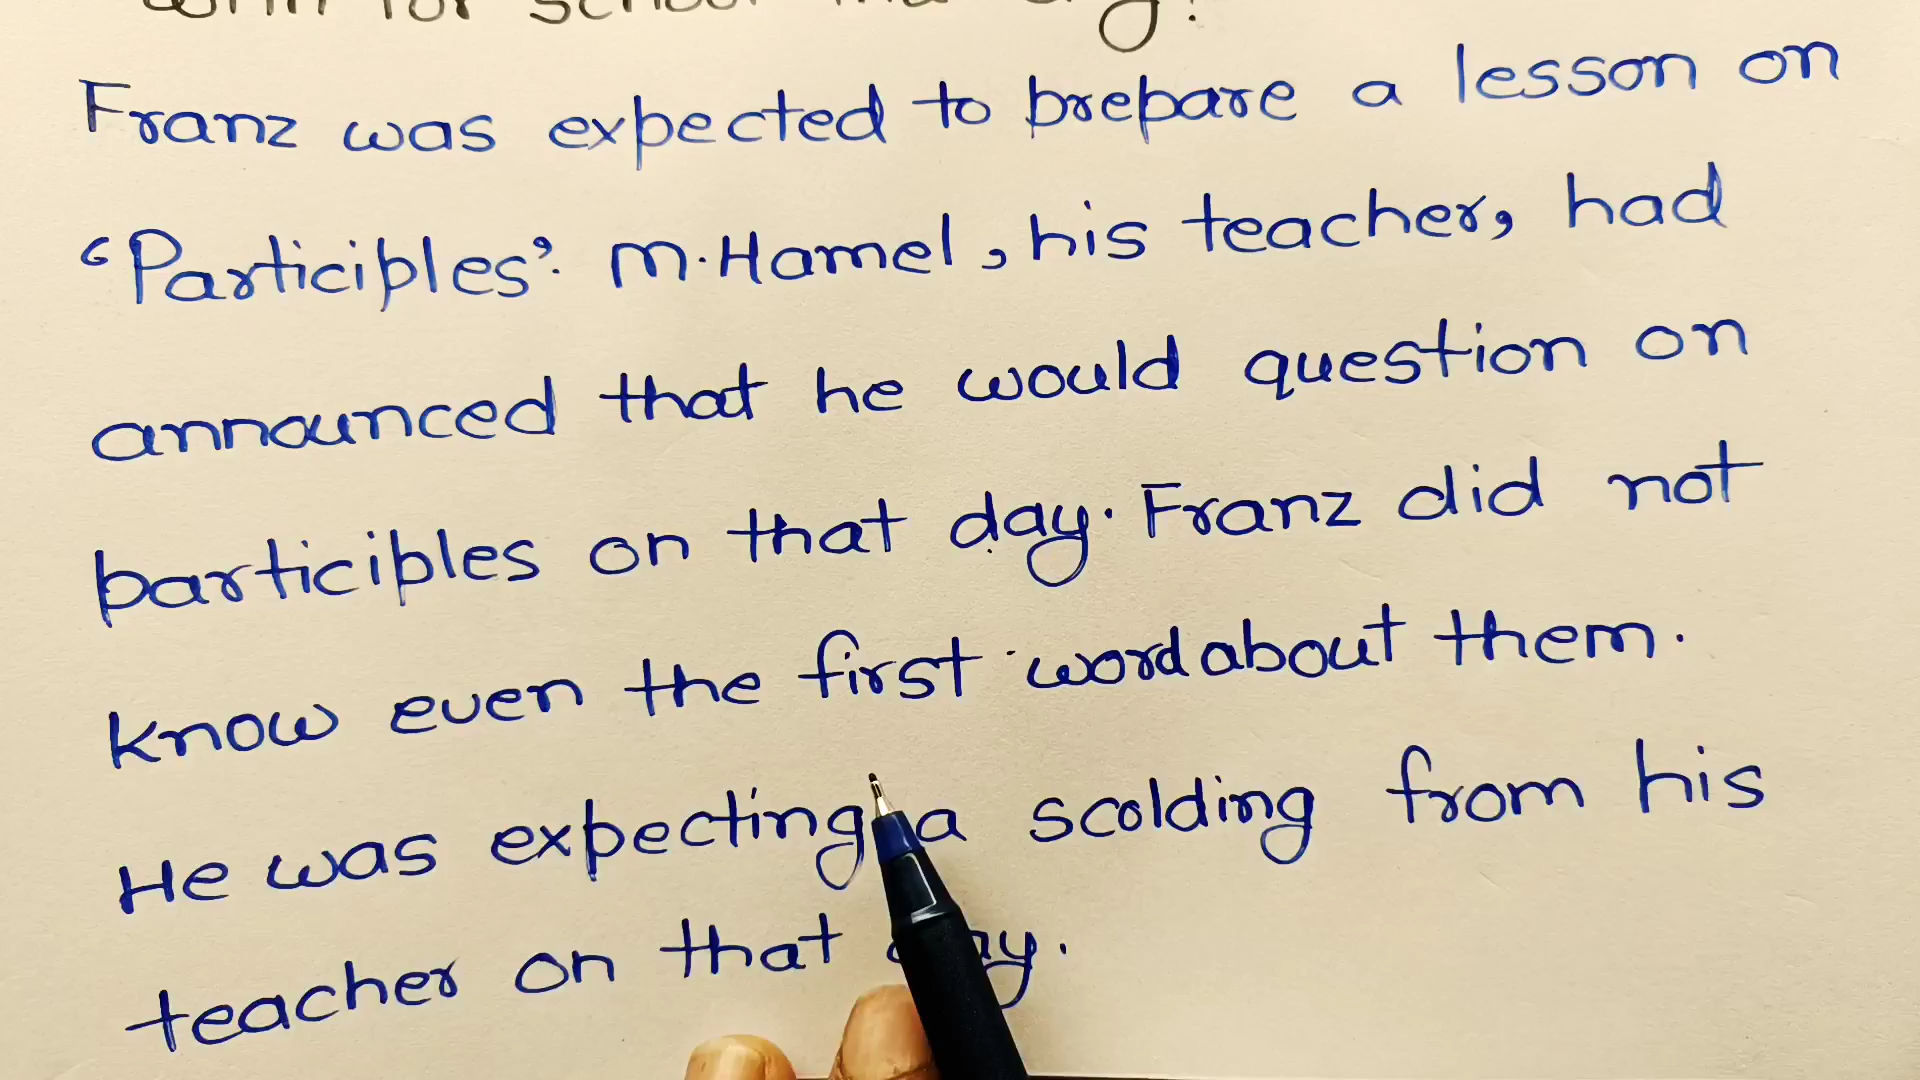 for school
Franz was expected to prepare a lesson on
'Participles'. M. Hamel, his teacher, had
announced that he would question on
participles on that day. Franz did not
know even the first word about them.
He was expecting a scolding from his
teacher on that day.